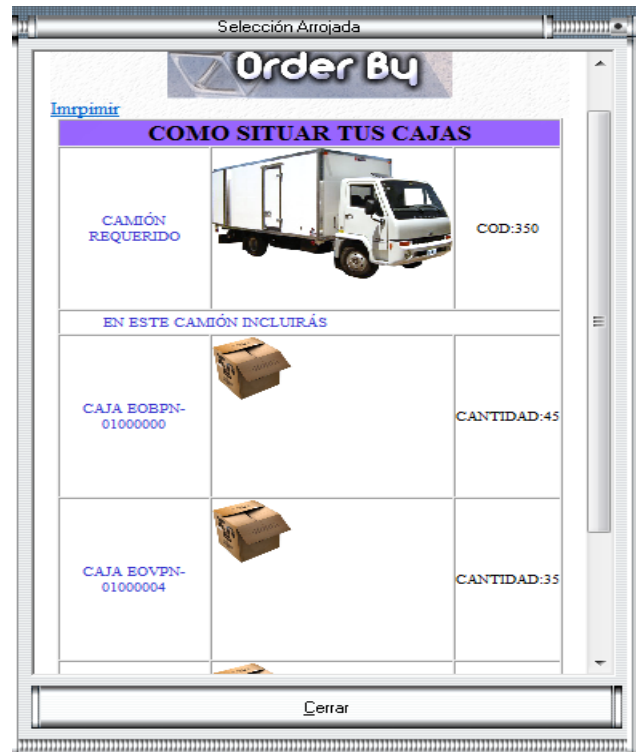 Selección Arrojada
Order By
Imrpimir
COMO SITUAR TUS CAJAS
CAMIÓN
REQUERIDO
COD:350
EN ESTE CAMIÓN INCLUIRÁS
CAJA EOBPN-
01000000
CANTIDAD:45
CAJA EOVPN-
01000004
CANTIDAD:35
Cerrar